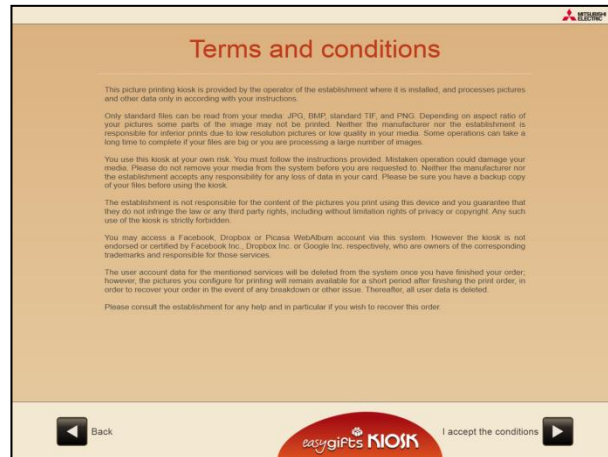 MITSUBISHI
ELECTRIC
Terms and conditions
This picture printing kiosk is provided by the operator of the establishment where it is installed, and processes pictures
and other data only in according with your instructions.
Only standard files can be read from your media: JPG, BMP, standard TIF, and PNG. Depending on aspect ratio of
your pictures some parts of the image may not be printed. Neither the manufacturer nor the establishment is
responsible for inferior prints due to low resolution pictures or low quality in your media. Some operations can take a
long time to complete if your files are big or you are processing a large number of images.
You use this kiosk at your own risk. You must follow the instructions provided. Mistaken operation could damage your
media. Please do not remove your media from the system before you are requested to. Neither the manufacturer nor
the establishment accepts any responsibility for any loss of data in your card. Please be sure you have a backup copy
of your files before using the kiosk.
The establishment is not responsible for the content of the pictures you print using this device and you guarantee that
they do not infringe the law or any third party rights, including without limitation rights of privacy or copyright. Any such
use of the kiosk is strictly forbidden.
You may access a Facebook, Dropbox or Picasa WebAlbum account via this system. However the kiosk is not
endorsed or certified by Facebook Inc., Dropbox Inc. or Google Inc. respectively, who are owners of the corresponding
trademarks and responsible for those services.
The user account data for the mentioned services will be deleted from the system once you have finished your order;
however, the pictures you configure for printing will remain available for a short period after finishing the print order, in
order to recover your order in the event of any breakdown or other issue. Thereafter, all user data is deleted.
Please consult the establishment for any help and in particular if you wish to recover this order.
Back
easygifts KIOSK
I accept the conditions